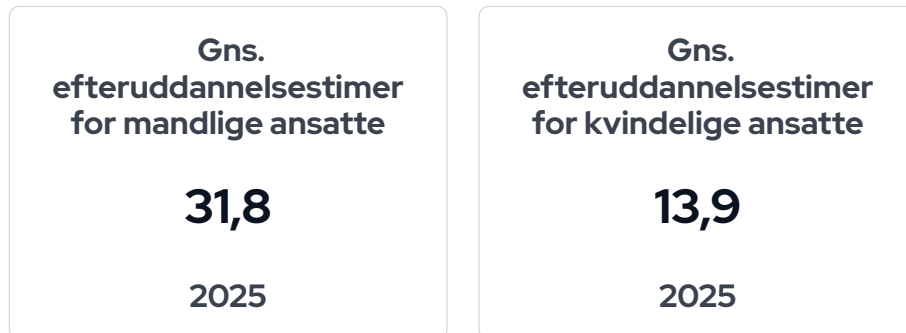 Gns.
efteruddannelsestimer
for mandlige ansatte
31,8
2025
Gns.
efteruddannelsestimer
for kvindelige ansatte
13,9
2025